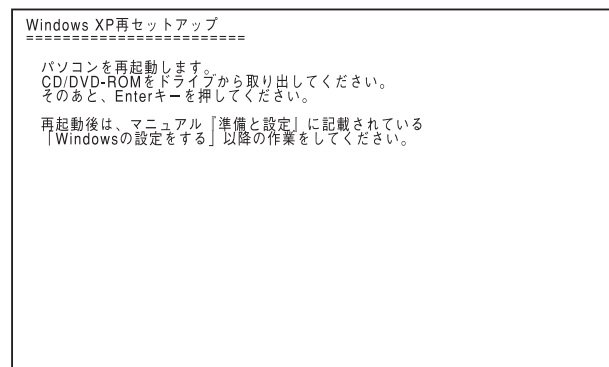 Windows XP再セットアップ
========================
パソコンを再起動します。
CD/DVD-ROMをドライブから取り出してください。
そのあと、Enterキーを押してください。
再起動後は、マニュアル『準備と設定』に記載されている
「Windowsの設定をする」以降の作業をしてください。